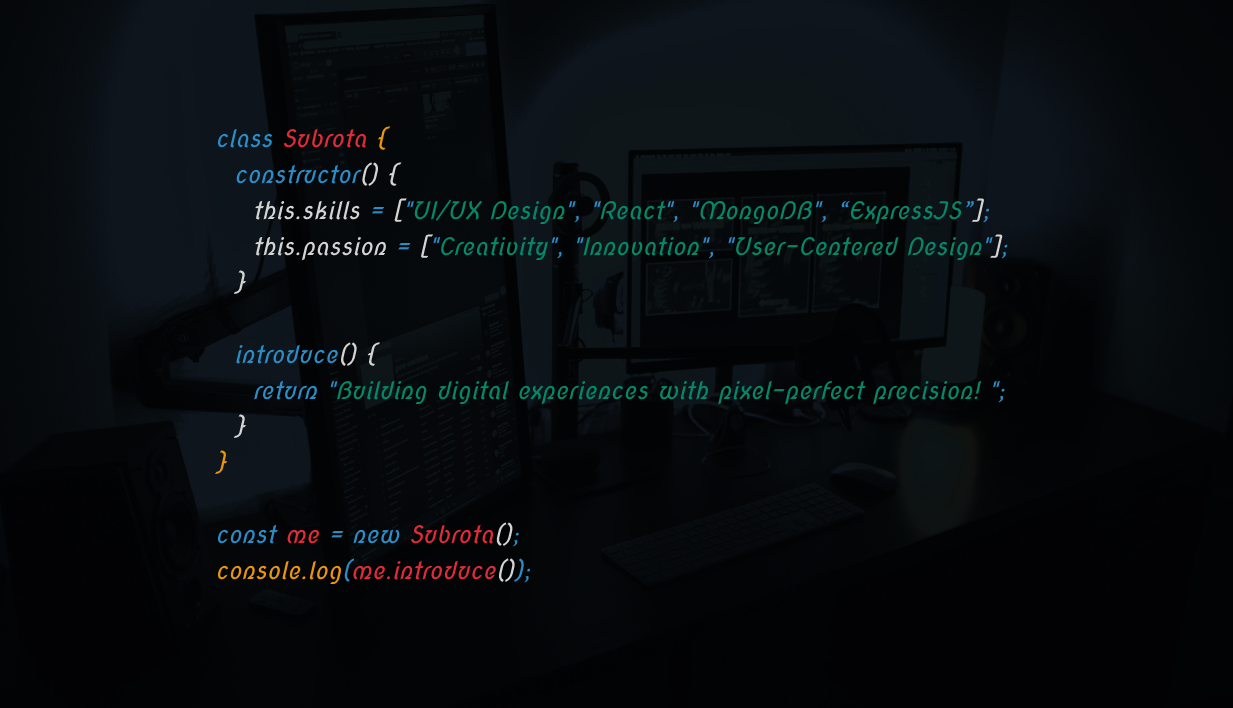 class Subrota {
constructor() {
this.skills = ["UI/UX Design", "React", "MongoDB", “ExpressJS”];
this.passion = ["Creativity", "Innovation", "User-Centered Design"];
}
introduce() {
return "Building digital experiences with pixel-perfect precision! ";
}
}
const me = new Subrota();
console.log(me.introduce());